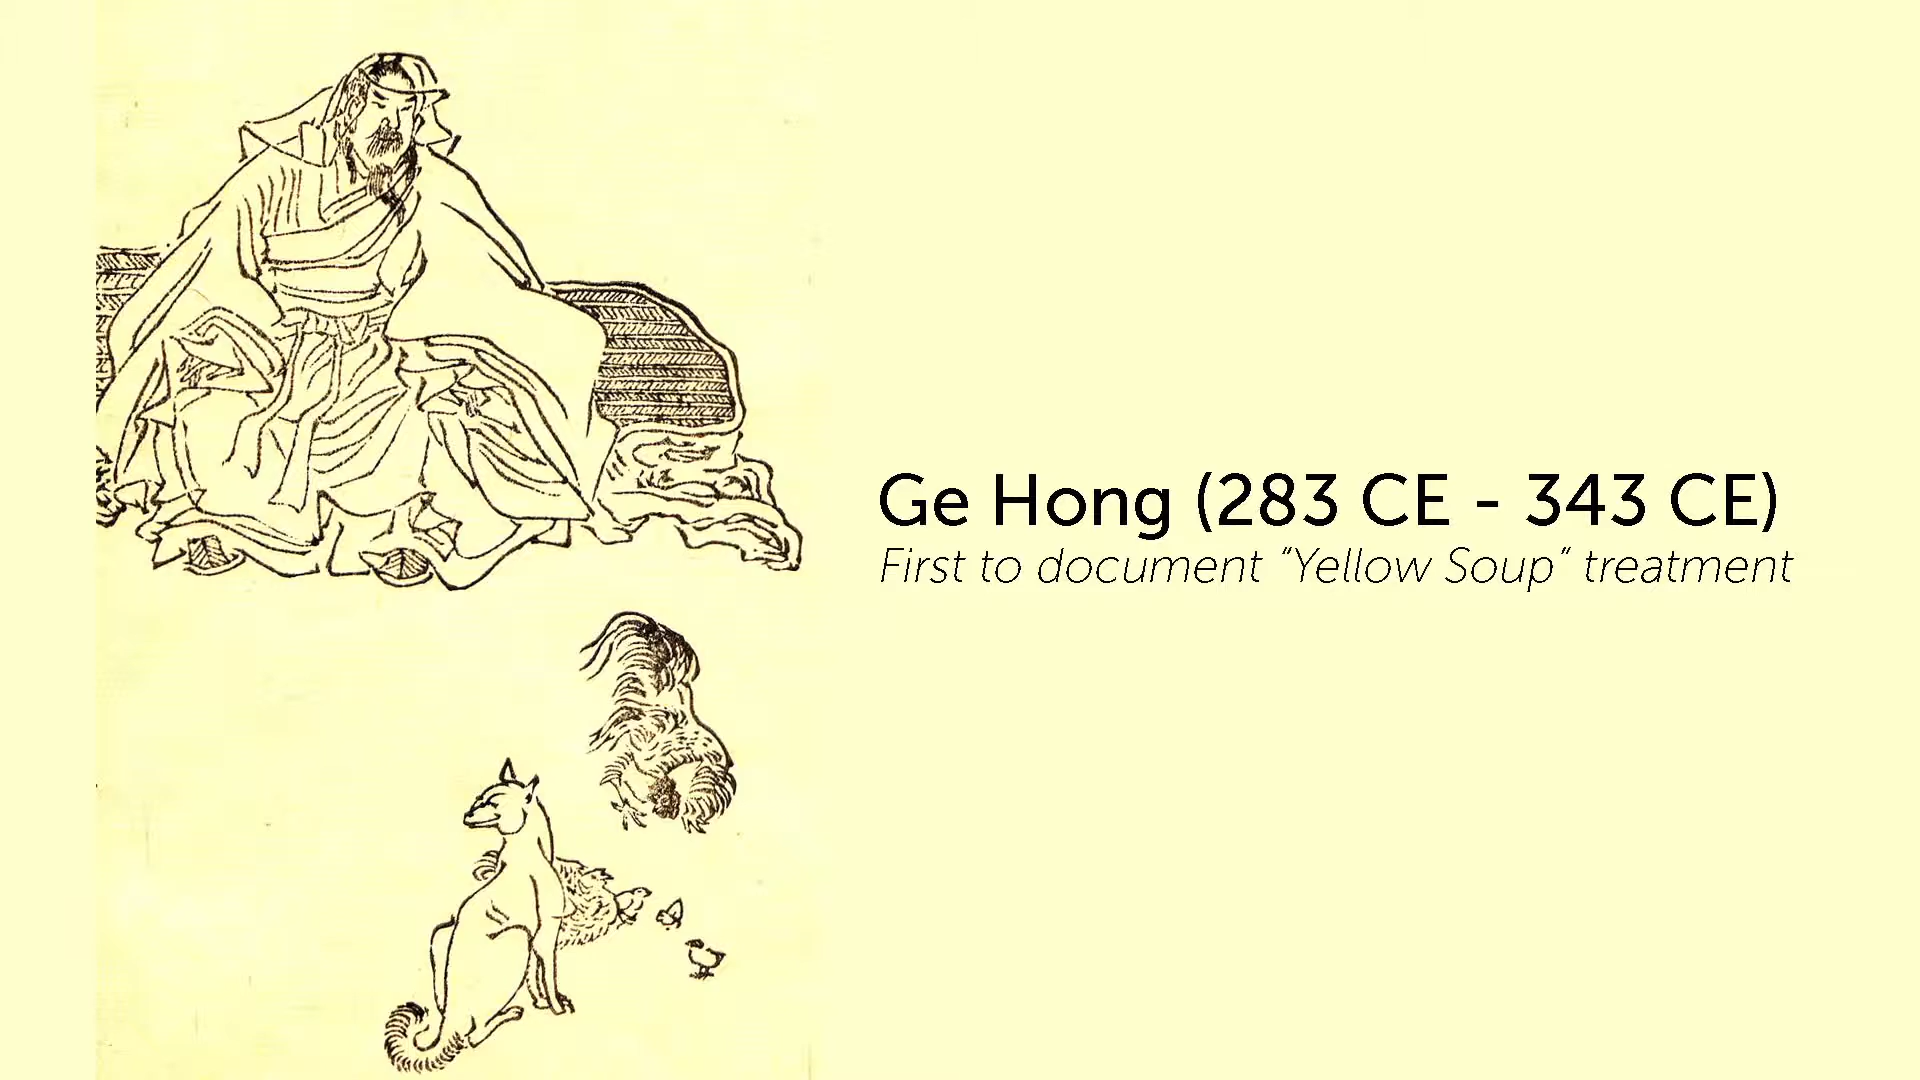 Ge Hong (283 CE - 343 CE)
First to document “Yellow Soup“ treatment